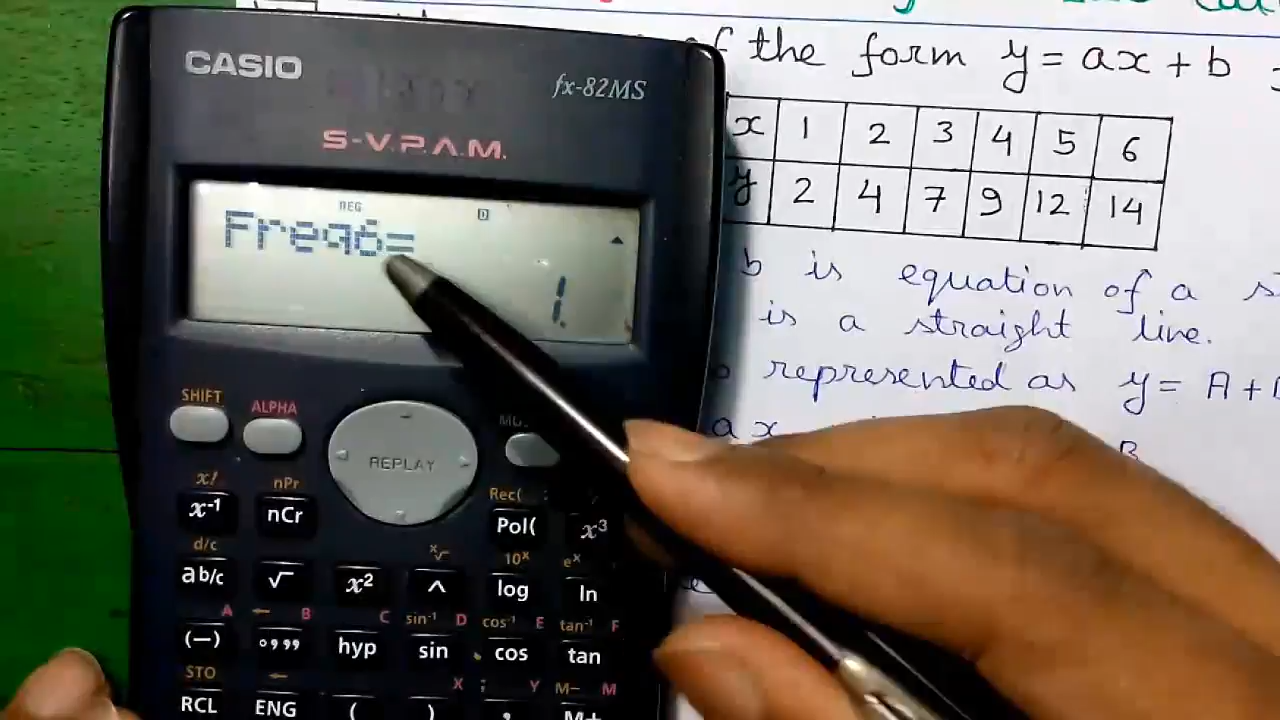 CASIO
fx-82MS
S-V.P.A.M.
REG D
Freq6=
1.
SHIFT
ALPHA
REPLAY
x! nPr Rec( :
x⁻¹ nCr Pol( x³
d/c ˣ√ 10ˣ eˣ
ab/c √ x² ^ log ln
A ← B C sin⁻¹ D cos⁻¹ E tan⁻¹ F
(−) °,,, hyp sin cos tan
STO ← X ; Y M− M
RCL ENG ( ) , M+
of the form y = ax + b
x 1 2 3 4 5 6
y 2 4 7 9 12 14
b is equation of a
is a straight line.
represented as y = A +
ax
B